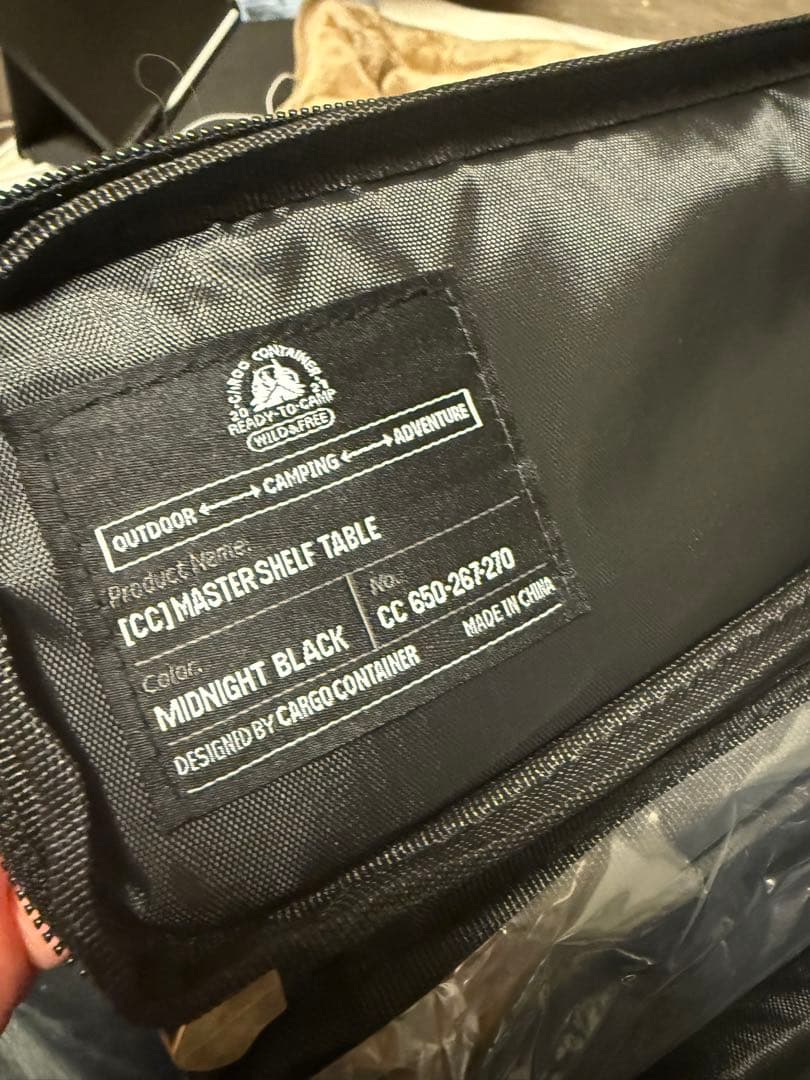 CARGO CONTAINER
20 22
READY-TO-CAMP
WILD&FREE
OUTDOOR ⟷ CAMPING ⟷ ADVENTURE
Product Name:
[CC] MASTER SHELF TABLE
Color. No.
MIDNIGHT BLACK CC 650-267-270
DESIGNED BY CARGO CONTAINER MADE IN CHINA